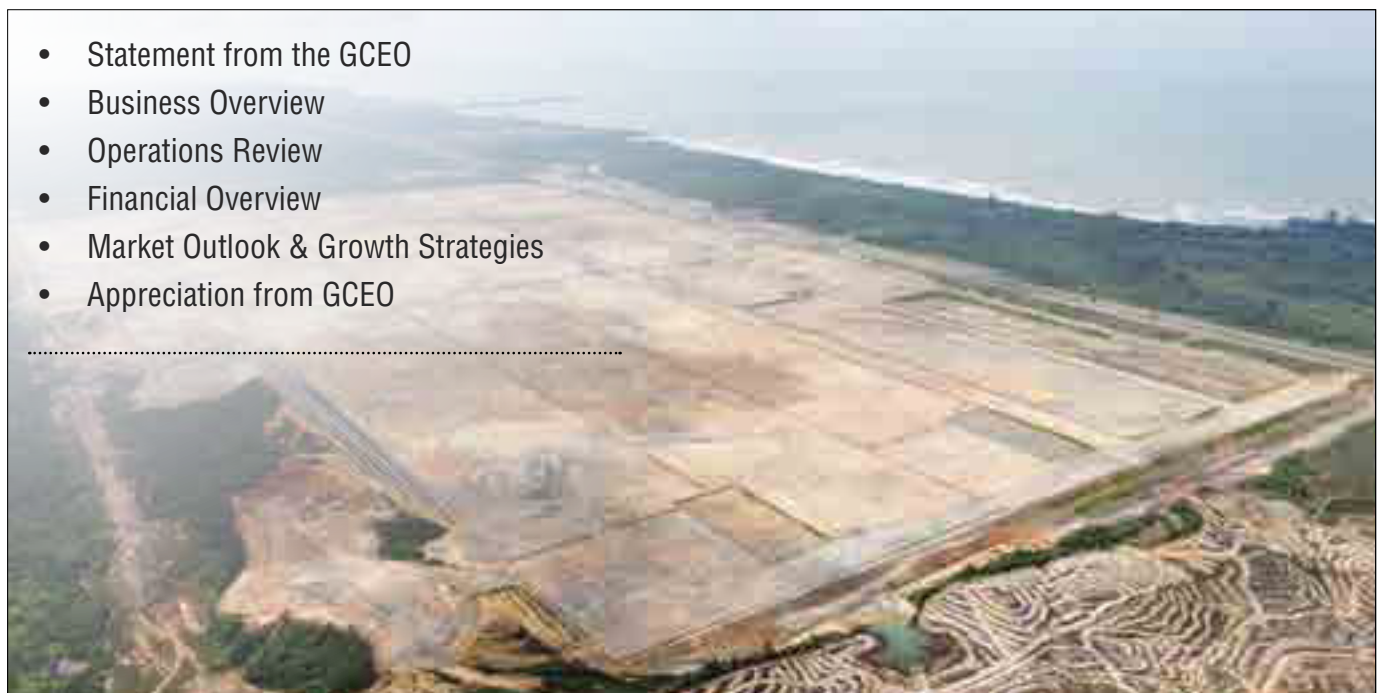 • Statement from the GCEO
• Business Overview
• Operations Review
• Financial Overview
• Market Outlook & Growth Strategies
• Appreciation from GCEO